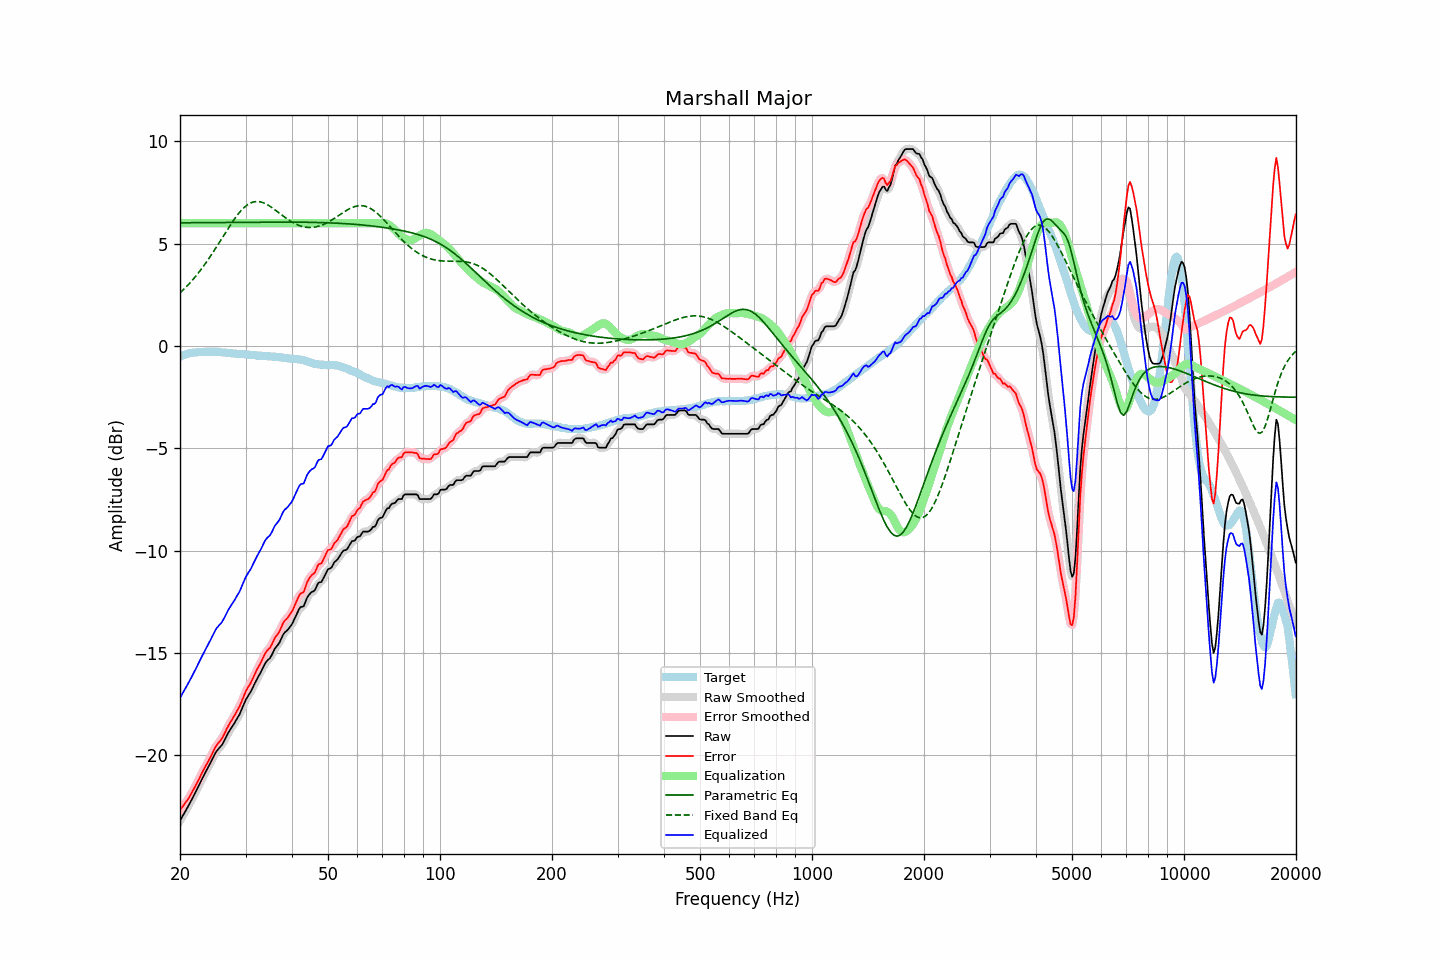 Marshall Major
Amplitude (dBr)
10
5
0
−5
−10
−15
−20
Target
Raw Smoothed
Error Smoothed
Raw
Error
Equalization
Parametric Eq
Fixed Band Eq
Equalized
20 50 100 200 500 1000 2000 5000 10000 20000
Frequency (Hz)